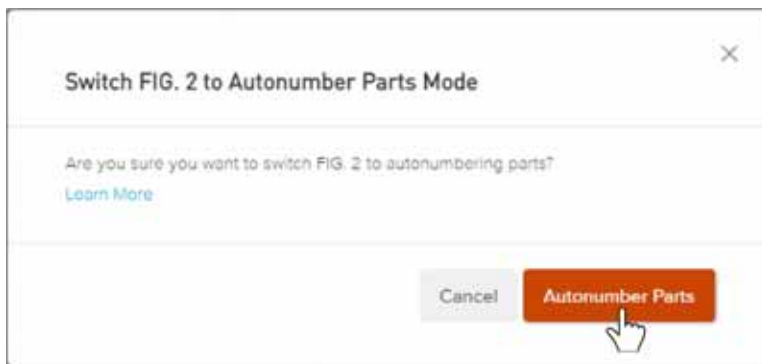 Switch FIG. 2 to Autonumber Parts Mode
Are you sure you want to switch FIG. 2 to autonumbering parts?
Learn More
Cancel
Autonumber Parts